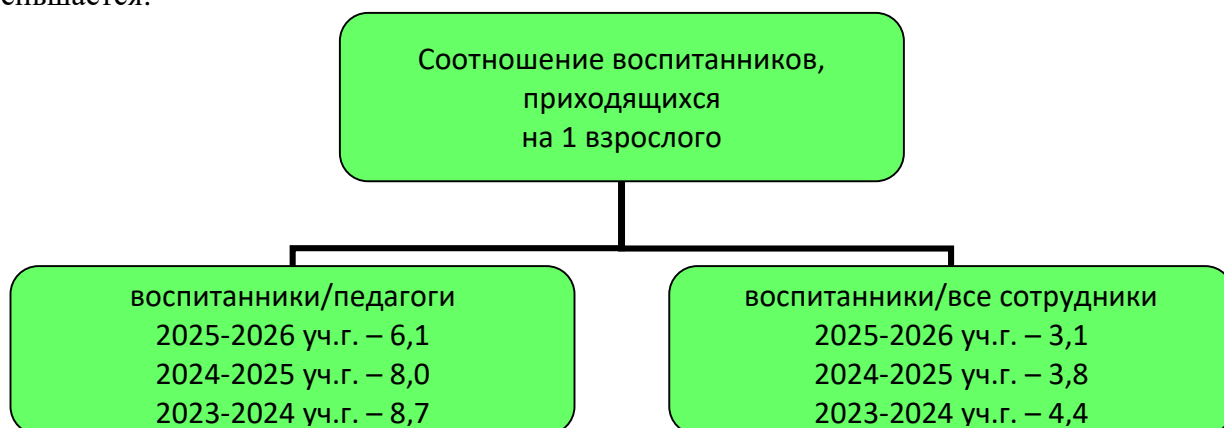 Соотношение воспитанников,
приходящихся
на 1 взрослого
воспитанники/педагоги
2025-2026 уч.г. – 6,1
2024-2025 уч.г. – 8,0
2023-2024 уч.г. – 8,7
воспитанники/все сотрудники
2025-2026 уч.г. – 3,1
2024-2025 уч.г. – 3,8
2023-2024 уч.г. – 4,4